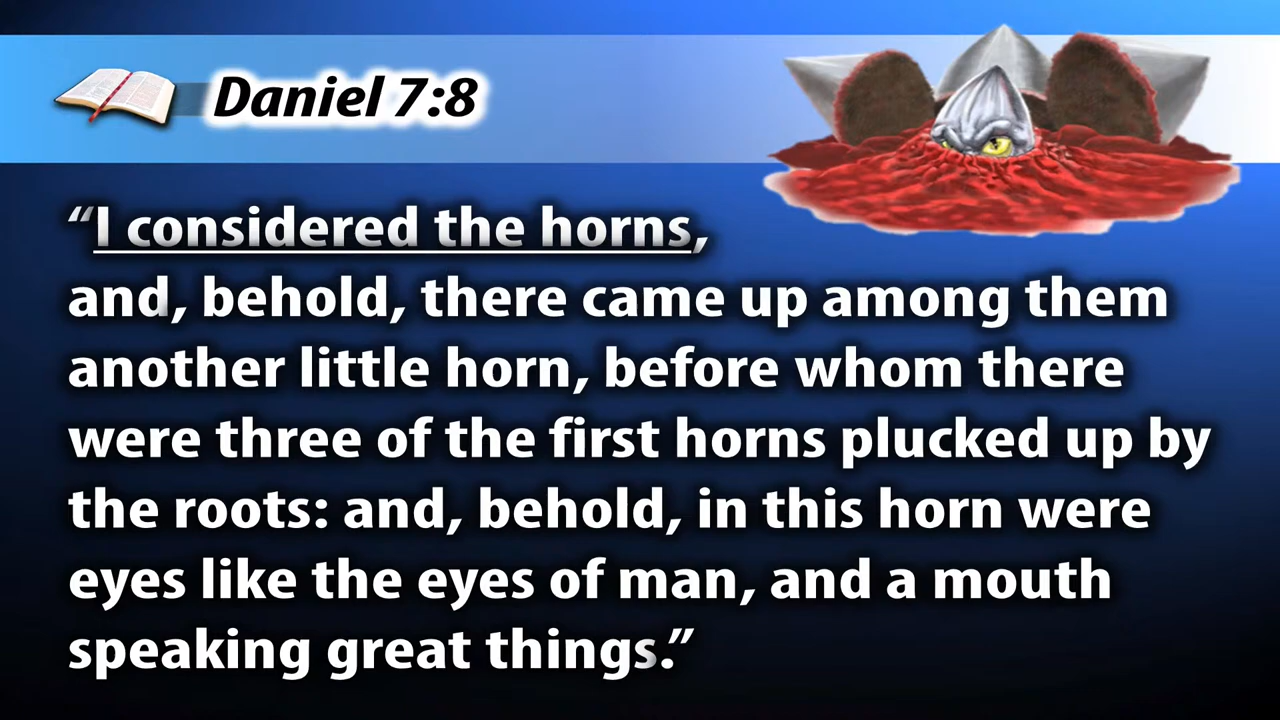 Daniel 7:8
“I considered the horns,
and, behold, there came up among them
another little horn, before whom there
were three of the first horns plucked up by
the roots: and, behold, in this horn were
eyes like the eyes of man, and a mouth
speaking great things.”